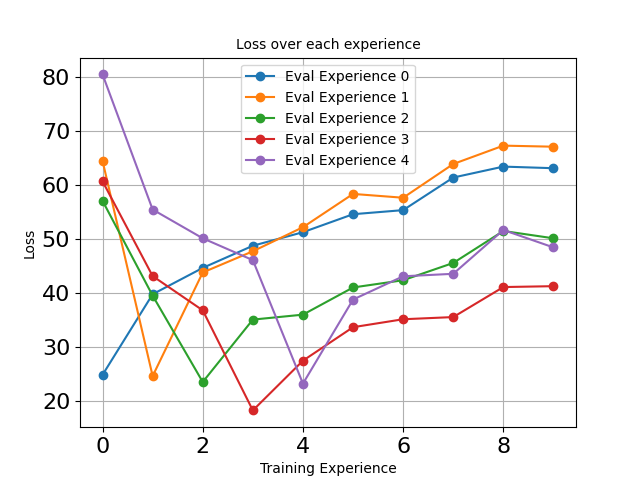 Loss over each experience
Eval Experience 0
Eval Experience 1
Eval Experience 2
Eval Experience 3
Eval Experience 4
Loss
80
70
60
50
40
30
20
0 2 4 6 8
Training Experience